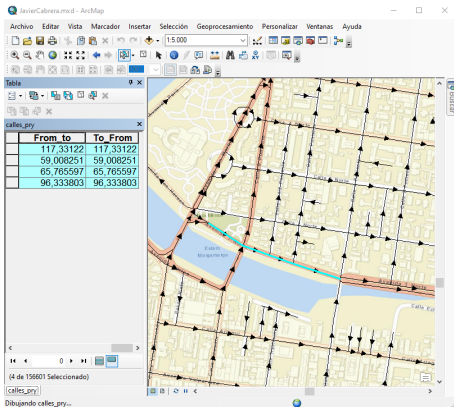 JavierCabrera.mxd - ArcMap
Archivo Editar Vista Marcador Insertar Selección Geoprocesamiento Personalizar Ventanas Ayuda
1:5.000
Tabla
calles_pry
From_to To_From
117,33122 117,33122
59,008251 59,008251
65,765597 65,765597
96,333803 96,333803
0
(4 de 156601 Seleccionado)
calles_pry
Dibujando calles_pry...
Buscar